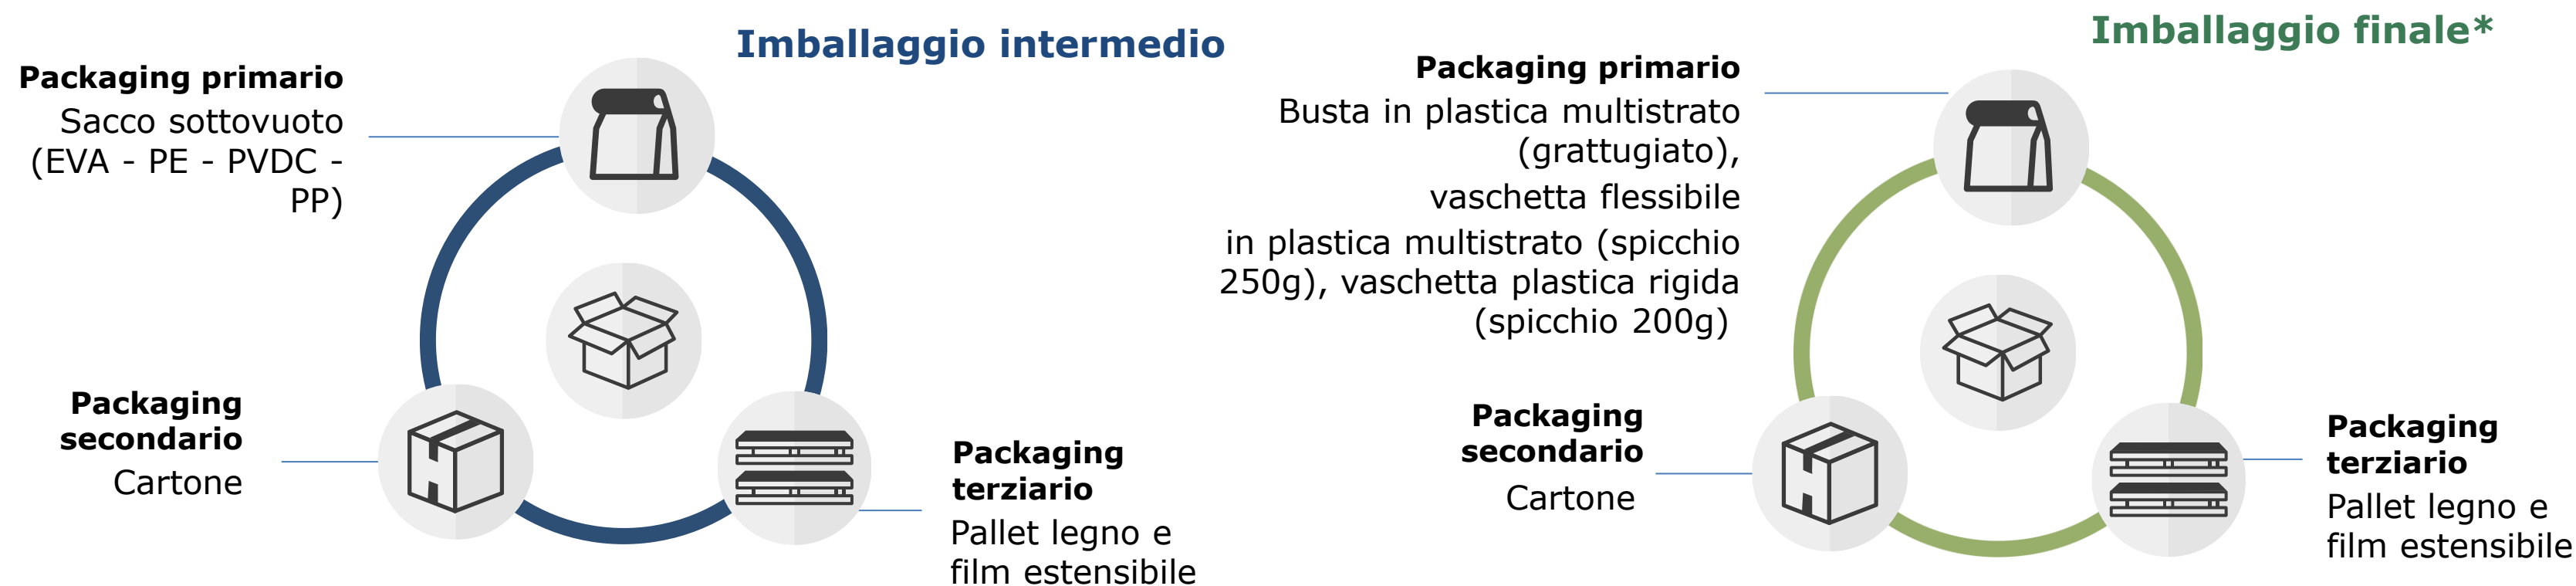 Imballaggio intermedio
Packaging primario
Sacco sottovuoto
(EVA - PE - PVDC -
PP)
Packaging
secondario
Cartone
Packaging
terziario
Pallet legno e
film estensibile
Imballaggio finale*
Packaging primario
Busta in plastica multistrato
(grattugiato),
vaschetta flessibile
in plastica multistrato (spicchio
250g), vaschetta plastica rigida
(spicchio 200g)
Packaging
secondario
Cartone
Packaging
terziario
Pallet legno e
film estensibile